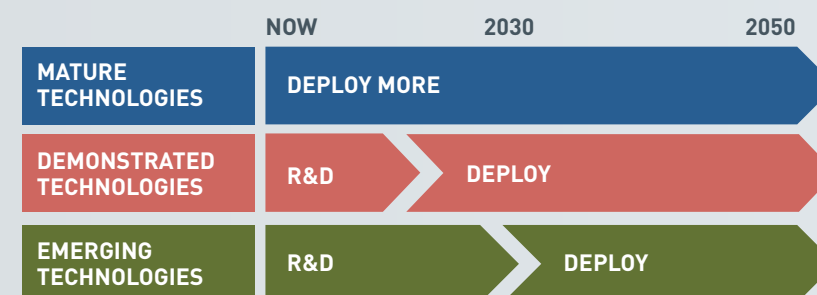 NOW 2030 2050
MATURE
TECHNOLOGIES
DEPLOY MORE
DEMONSTRATED
TECHNOLOGIES
R&D DEPLOY
EMERGING
TECHNOLOGIES
R&D DEPLOY